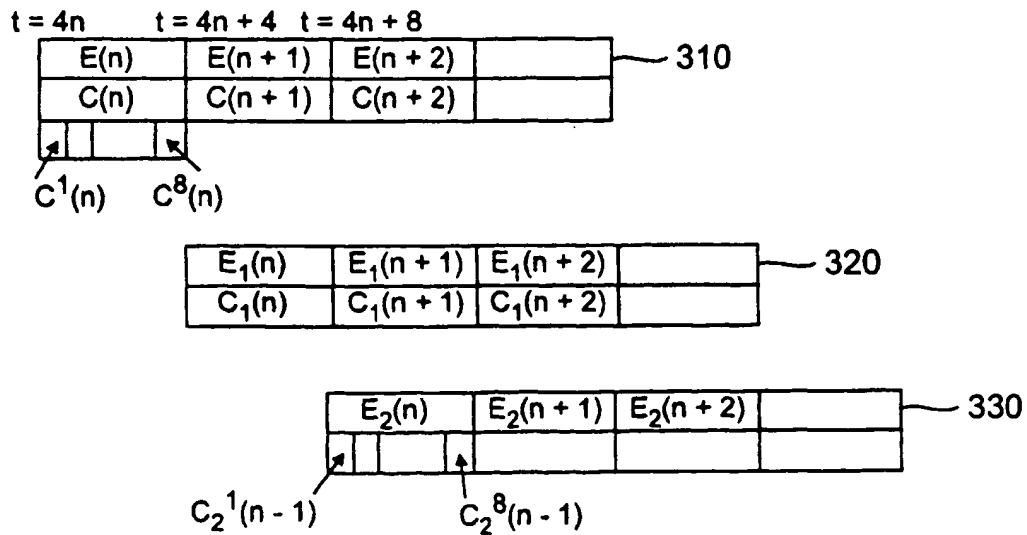 t = 4n t = 4n + 4 t = 4n + 8
E(n) E(n + 1) E(n + 2) 310
C(n) C(n + 1) C(n + 2)
C¹(n) C⁸(n)
E₁(n) E₁(n + 1) E₁(n + 2) 320
C₁(n) C₁(n + 1) C₁(n + 2)
E₂(n) E₂(n + 1) E₂(n + 2) 330
C₂¹(n - 1) C₂⁸(n - 1)